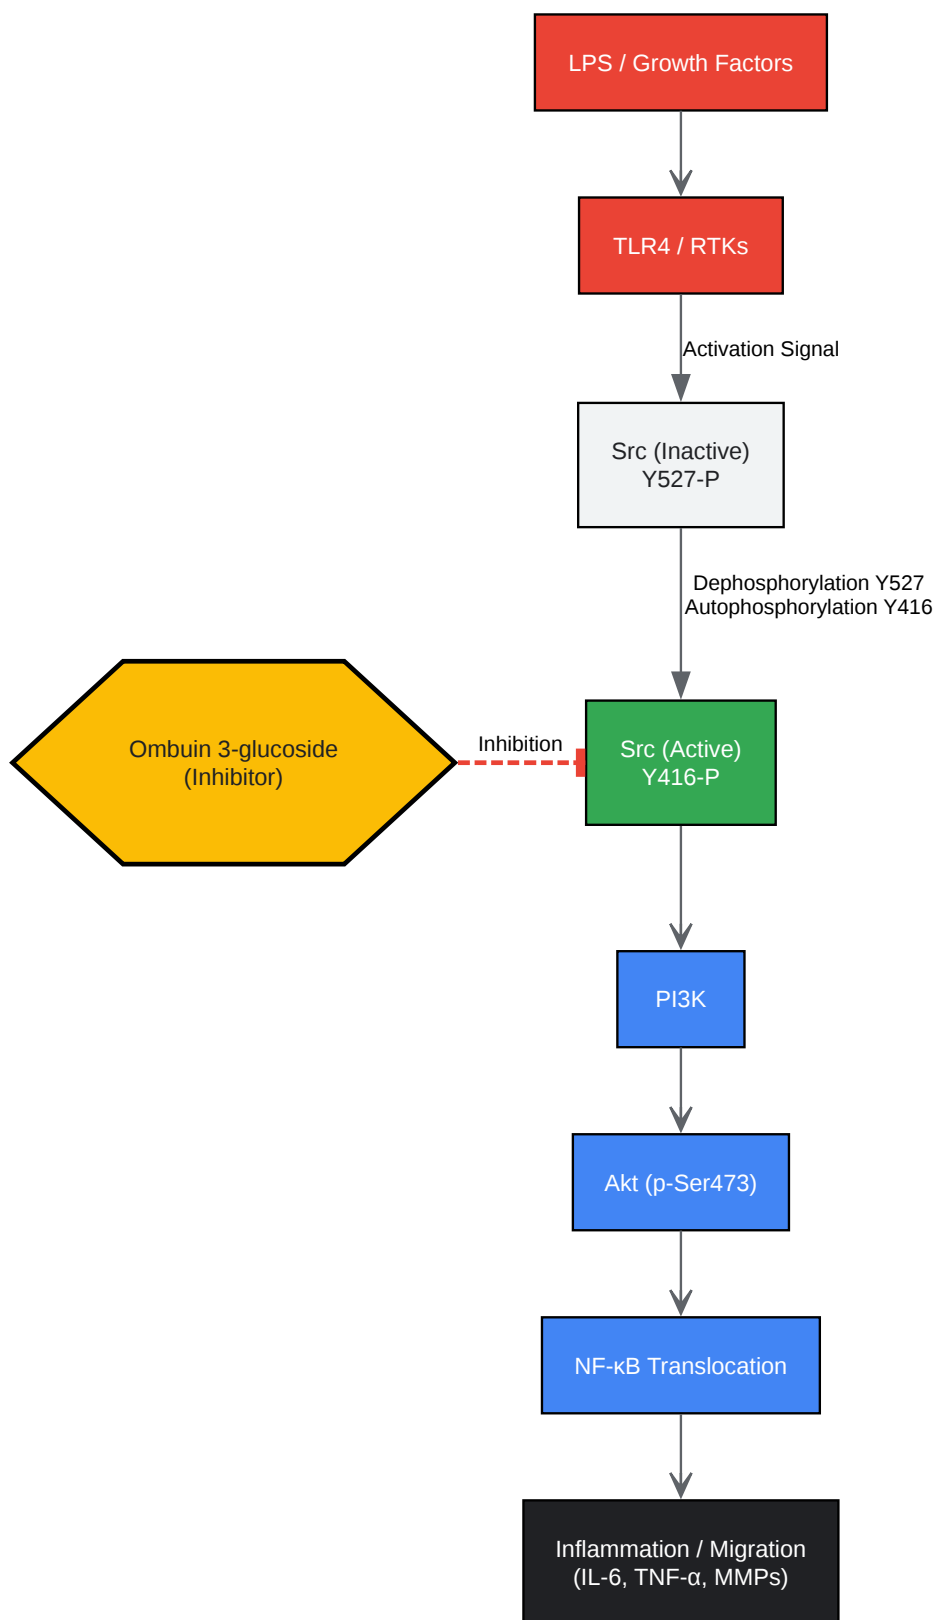 LPS / Growth Factors
TLR4 / RTKs
Activation Signal
Src (Inactive)
Y527-P
Dephosphorylation Y527
Autophosphorylation Y416
Ombuin 3-glucoside
(Inhibitor)
Inhibition
Src (Active)
Y416-P
PI3K
Akt (p-Ser473)
NF-κB Translocation
Inflammation / Migration
(IL-6, TNF-α, MMPs)